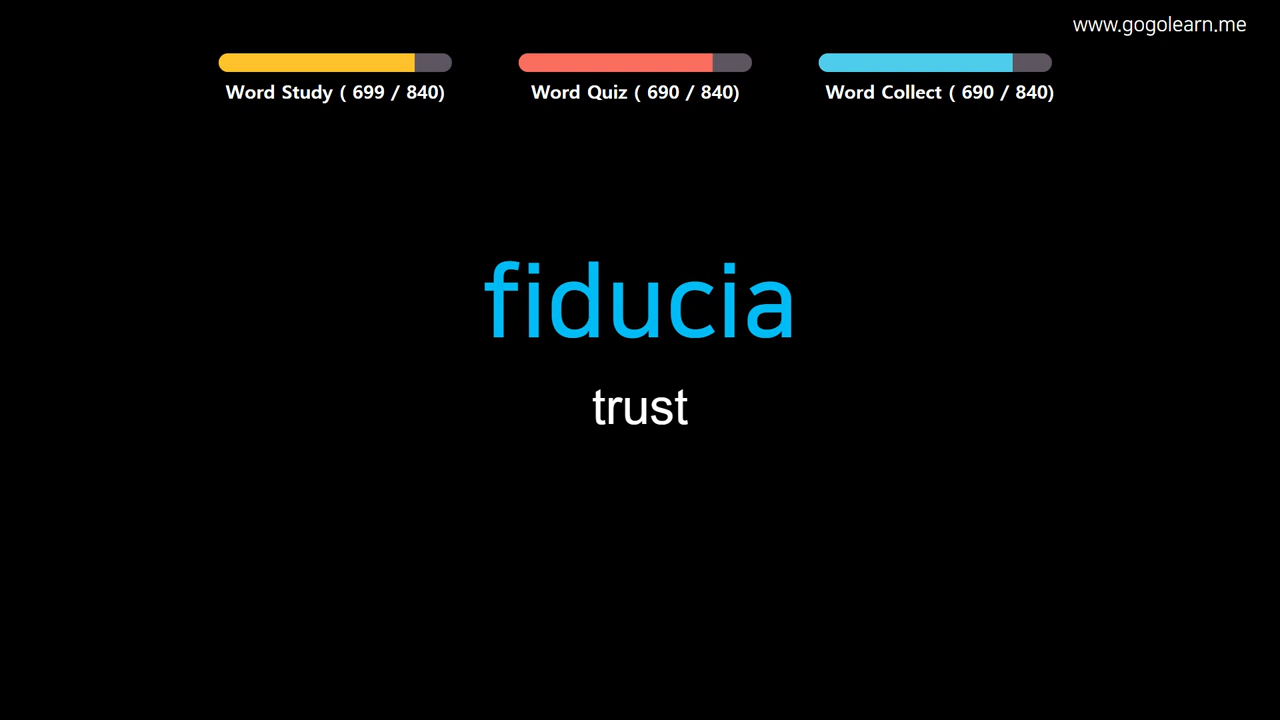 www.gogolearn.me
Word Study ( 699 / 840)
Word Quiz ( 690 / 840)
Word Collect ( 690 / 840)
fiducia
trust